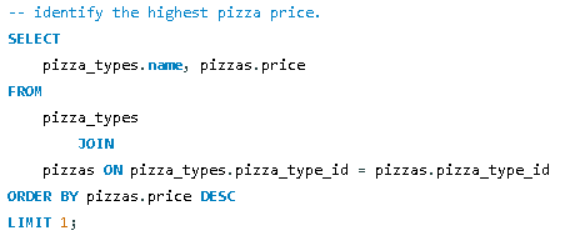 -- identify the highest pizza price.
SELECT
    pizza_types.name, pizzas.price
FROM
    pizza_types
        JOIN
    pizzas ON pizza_types.pizza_type_id = pizzas.pizza_type_id
ORDER BY pizzas.price DESC
LIMIT 1;